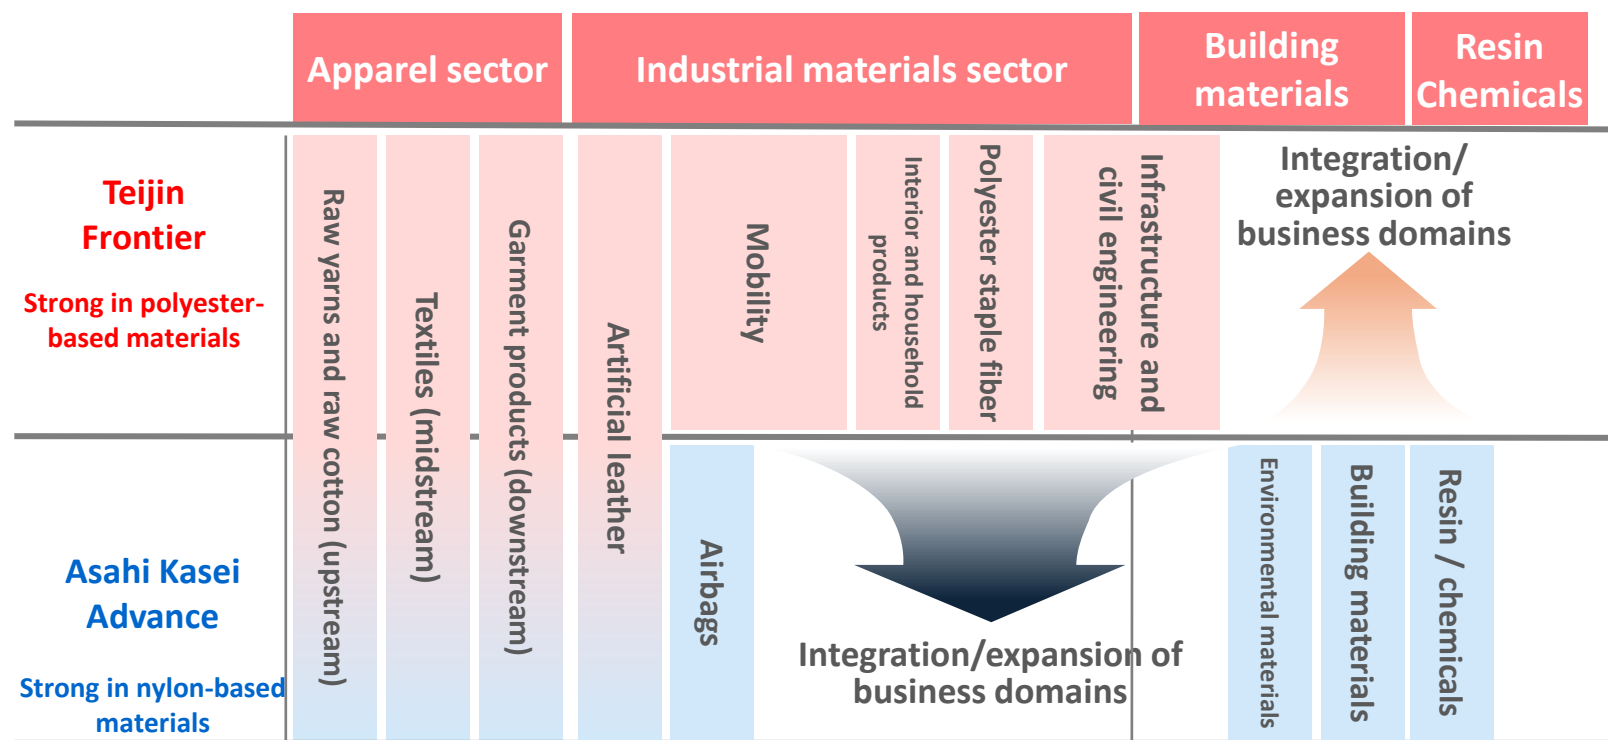 Apparel sector
Industrial materials sector
Building
materials
Resin
Chemicals
Teijin
Frontier
Strong in polyester-
based materials
Raw yarns and raw cotton (upstream)
Textiles (midstream)
Garment products (downstream)
Artificial leather
Mobility
Interior and household
products
Polyester staple fiber
Infrastructure and
civil engineering
Integration/
expansion of
business domains
Asahi Kasei
Advance
Strong in nylon-based
materials
Airbags
Integration/expansion of
business domains
Environmental materials
Building materials
Resin / chemicals